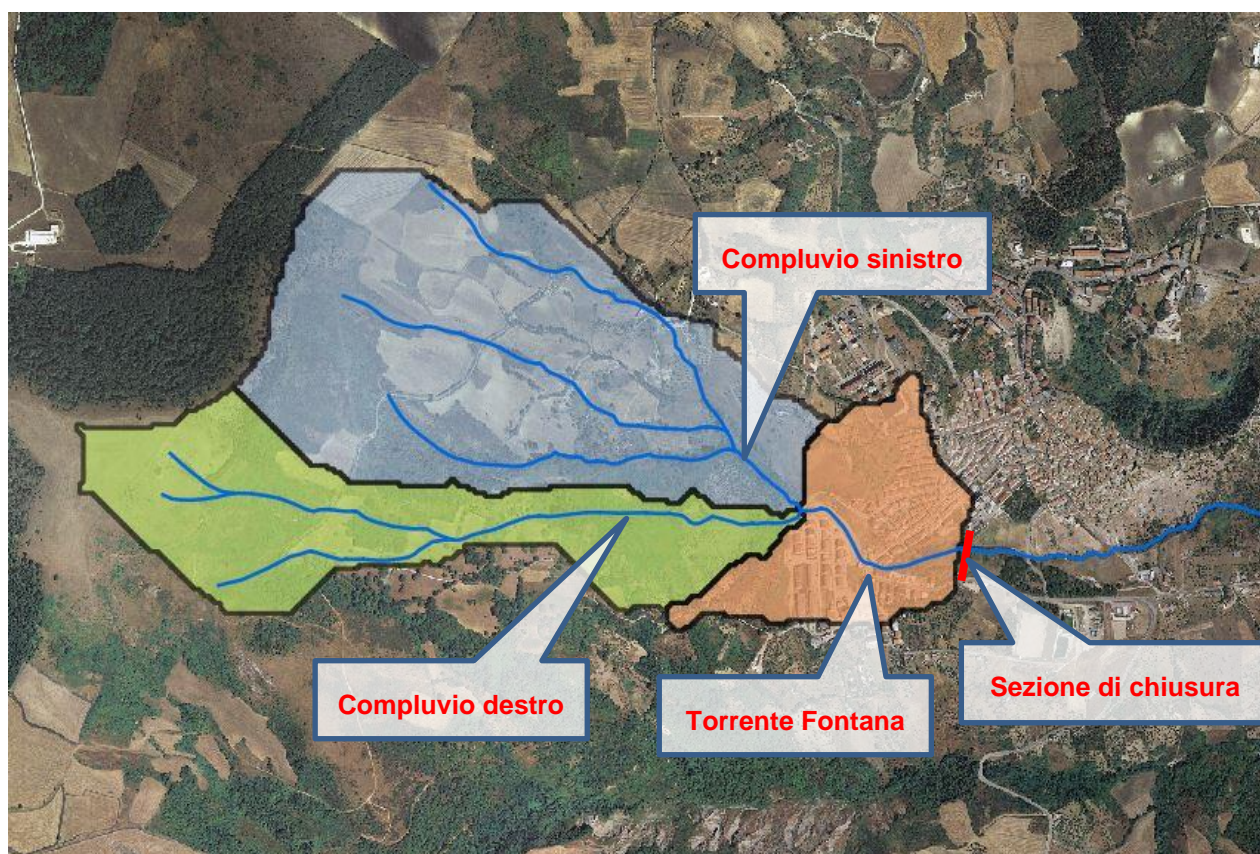 Compluvio sinistro
Compluvio destro
Torrente Fontana
Sezione di chiusura